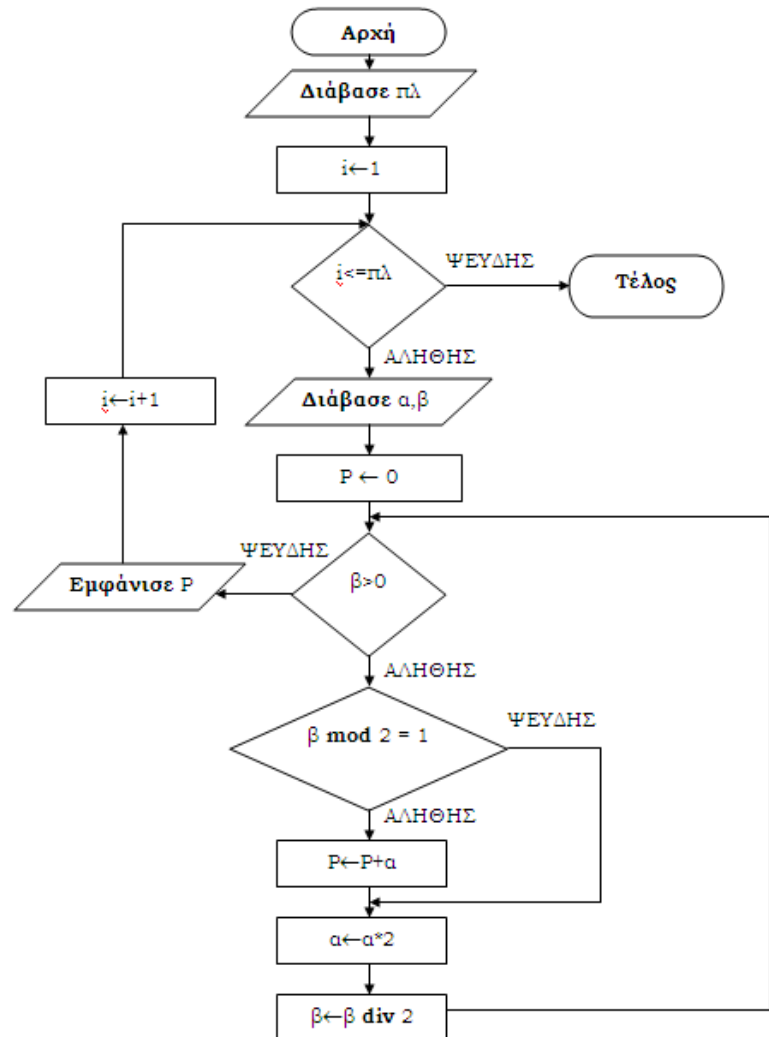 Αρχή
Διάβασε πλ
i←1
i<=πλ
ΨΕΥΔΗΣ
Τέλος
ΑΛΗΘΗΣ
i←i+1
Διάβασε α,β
P ← 0
ΨΕΥΔΗΣ
Εμφάνισε P
β>0
ΑΛΗΘΗΣ
β mod 2 = 1
ΨΕΥΔΗΣ
ΑΛΗΘΗΣ
P←P+α
α←α*2
β←β div 2